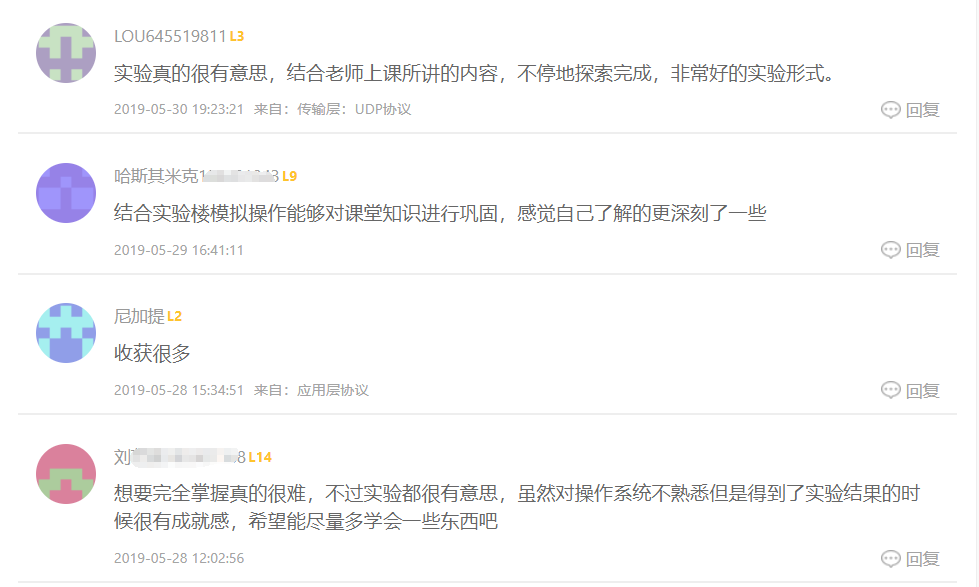 LOU645519811 L3
实验真的很有意思，结合老师上课所讲的内容，不停地探索完成，非常好的实验形式。
2019-05-30 19:23:21 来自：传输层：UDP协议
回复
哈斯其米克 L9
结合实验楼模拟操作能够对课堂知识进行巩固，感觉自己了解的更深刻了一些
2019-05-29 16:41:11
回复
尼加提 L2
收获很多
2019-05-28 15:34:51 来自：应用层协议
回复
刘 8 L14
想要完全掌握真的很难，不过实验都很有意思，虽然对操作系统不熟悉但是得到了实验结果的时
候很有成就感，希望能尽量多学会一些东西吧
2019-05-28 12:02:56
回复